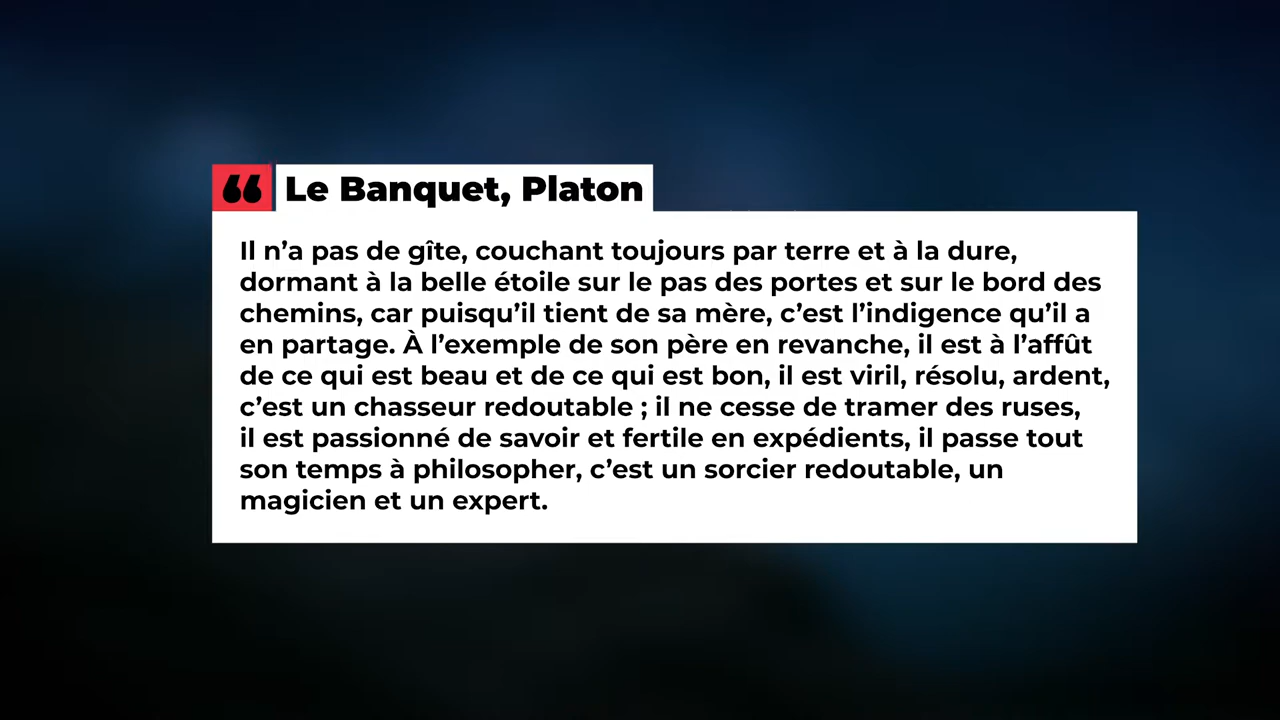 Le Banquet, Platon
Il n’a pas de gîte, couchant toujours par terre et à la dure,
dormant à la belle étoile sur le pas des portes et sur le bord des
chemins, car puisqu’il tient de sa mère, c’est l’indigence qu’il a
en partage. À l’exemple de son père en revanche, il est à l’affût
de ce qui est beau et de ce qui est bon, il est viril, résolu, ardent,
c’est un chasseur redoutable ; il ne cesse de tramer des ruses,
il est passionné de savoir et fertile en expédients, il passe tout
son temps à philosopher, c’est un sorcier redoutable, un
magicien et un expert.